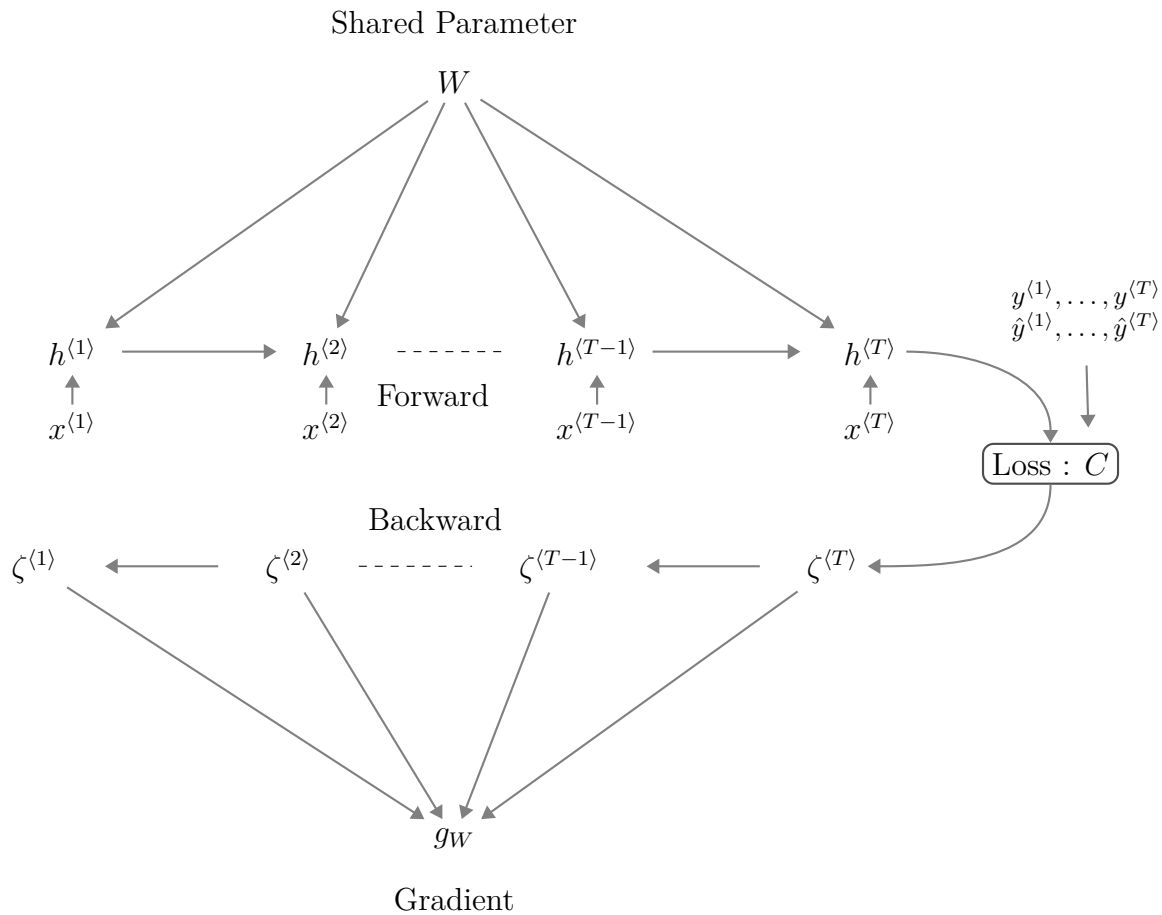 Shared Parameter
W
y⟨1⟩, . . . , y⟨T⟩
ŷ⟨1⟩, . . . , ŷ⟨T⟩
h⟨1⟩ h⟨2⟩ h⟨T−1⟩ h⟨T⟩
Forward
x⟨1⟩ x⟨2⟩ x⟨T−1⟩ x⟨T⟩
Loss : C
Backward
ζ⟨1⟩ ζ⟨2⟩ ζ⟨T−1⟩ ζ⟨T⟩
gW
Gradient